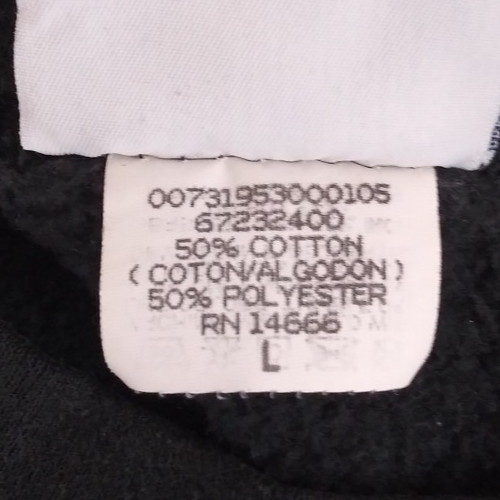 00731953000105
67232400
50% COTTON
( COTON/ALGODON )
50% POLYESTER
RN 14666
L